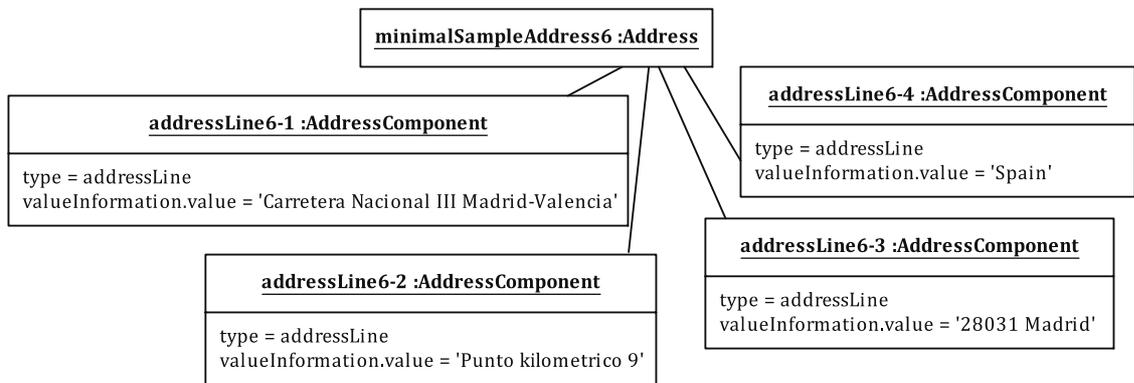 minimalSampleAddress6 :Address
addressLine6-1 :AddressComponent
type = addressLine
valueInformation.value = 'Carretera Nacional III Madrid-Valencia'
addressLine6-2 :AddressComponent
type = addressLine
valueInformation.value = 'Punto kilometrico 9'
addressLine6-3 :AddressComponent
type = addressLine
valueInformation.value = '28031 Madrid'
addressLine6-4 :AddressComponent
type = addressLine
valueInformation.value = 'Spain'